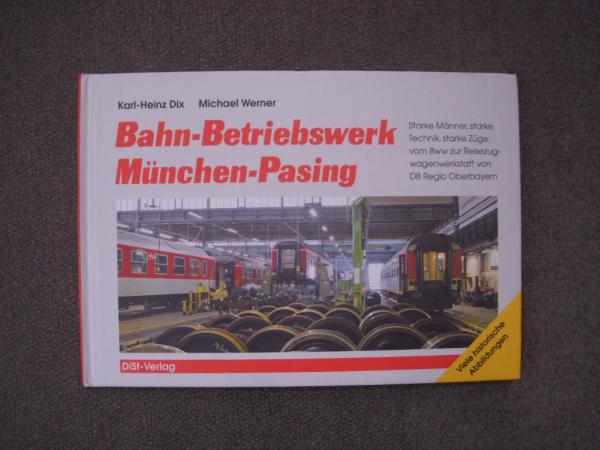 Karl-Heinz Dix Michael Werner
Bahn-Betriebswerk
München-Pasing
Starke Männer, starke
Technik, starke Züge:
vom Bww zur Reisezug-
wagenwerkstatt von
DB Regio Oberbayern
Viele historische
Abbildungen
DiSt-Verlag